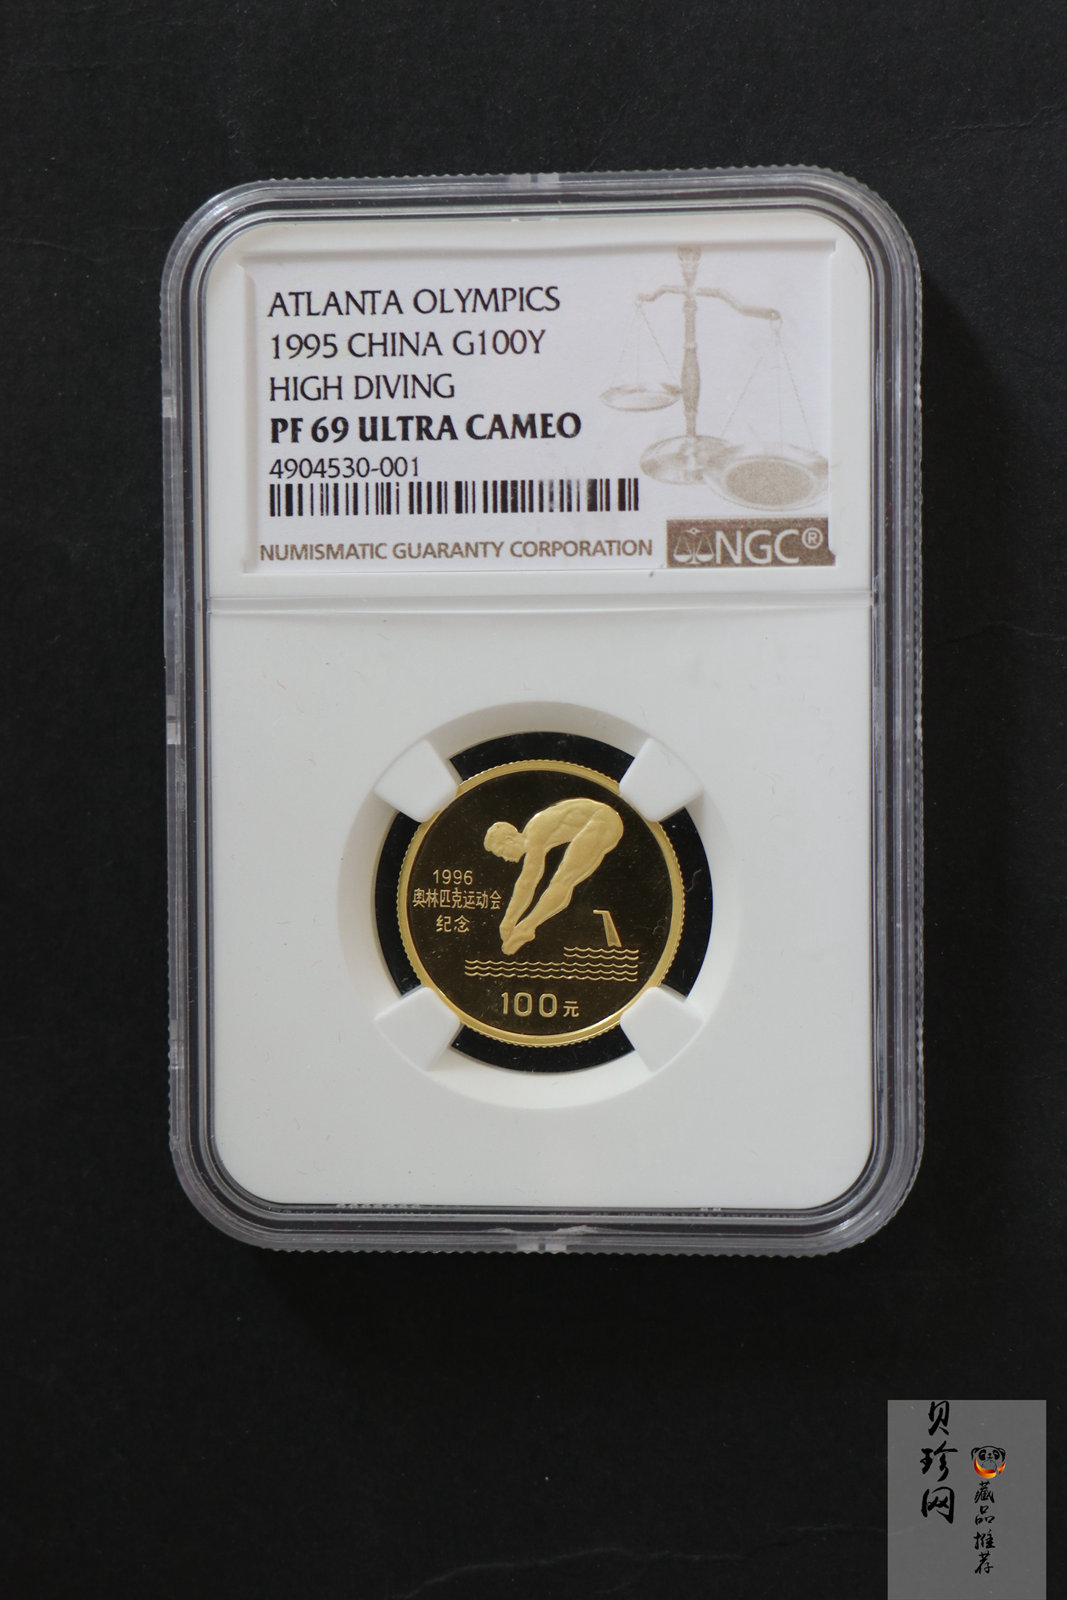 ATLANTA OLYMPICS
1995 CHINA G100Y
HIGH DIVING
PF 69 ULTRA CAMEO
4904530-001
NUMISMATIC GUARANTY CORPORATION
NGC®
1996
奥林匹克运动会
纪念
100元
贝珍网
藏品推荐